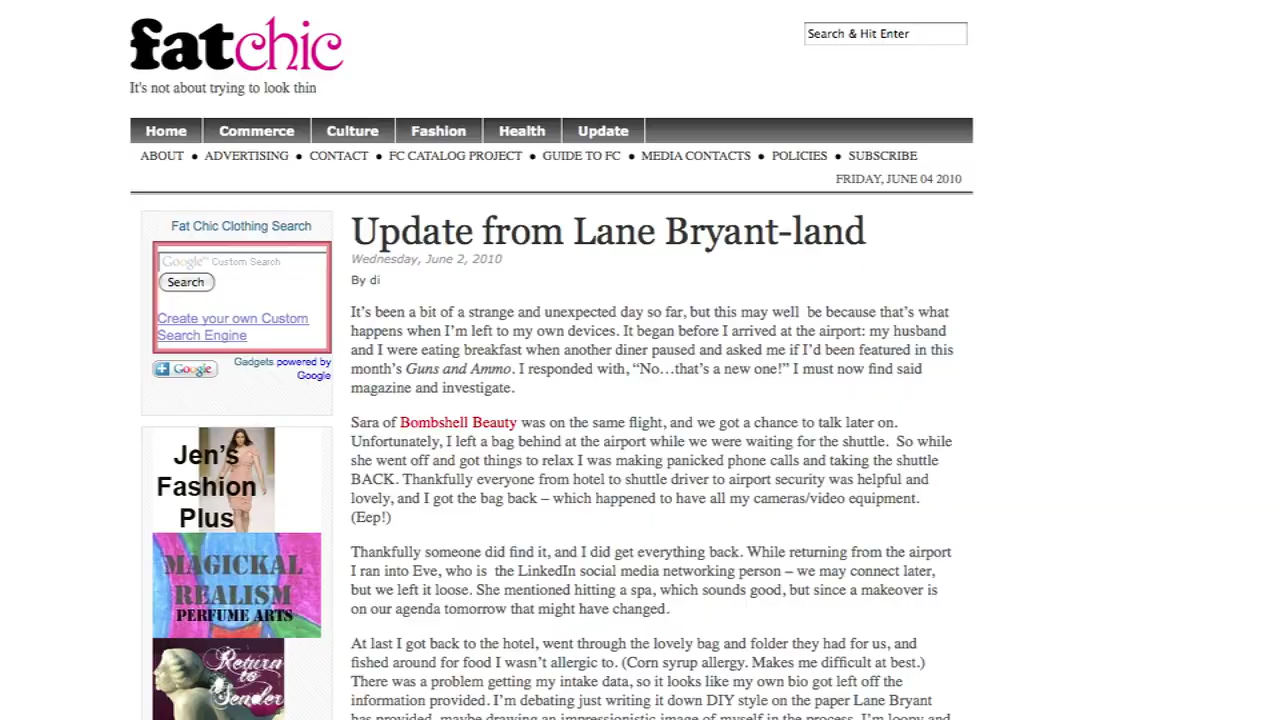 fatchic
It's not about trying to look thin
Search & Hit Enter
Home Commerce Culture Fashion Health Update
ABOUT • ADVERTISING • CONTACT • FC CATALOG PROJECT • GUIDE TO FC • MEDIA CONTACTS • POLICIES • SUBSCRIBE
FRIDAY, JUNE 04 2010
Fat Chic Clothing Search
Google™ Custom Search
Search
Create your own Custom
Search Engine
Google
Gadgets powered by
Google
Jen's
Fashion
Plus
MAGICKAL
REALISM
PERFUME ARTS
Return
to
Sender
Update from Lane Bryant-land
Wednesday, June 2, 2010
By di
It's been a bit of a strange and unexpected day so far, but this may well be because that's what
happens when I'm left to my own devices. It began before I arrived at the airport: my husband
and I were eating breakfast when another diner paused and asked me if I'd been featured in this
month's Guns and Ammo. I responded with, "No…that's a new one!" I must now find said
magazine and investigate.
Sara of Bombshell Beauty was on the same flight, and we got a chance to talk later on.
Unfortunately, I left a bag behind at the airport while we were waiting for the shuttle. So while
she went off and got things to relax I was making panicked phone calls and taking the shuttle
BACK. Thankfully everyone from hotel to shuttle driver to airport security was helpful and
lovely, and I got the bag back – which happened to have all my cameras/video equipment.
(Eep!)
Thankfully someone did find it, and I did get everything back. While returning from the airport
I ran into Eve, who is the LinkedIn social media networking person – we may connect later,
but we left it loose. She mentioned hitting a spa, which sounds good, but since a makeover is
on our agenda tomorrow that might have changed.
At last I got back to the hotel, went through the lovely bag and folder they had for us, and
fished around for food I wasn't allergic to. (Corn syrup allergy. Makes me difficult at best.)
There was a problem getting my intake data, so it looks like my own bio got left off the
information provided. I'm debating just writing it down DIY style on the paper Lane Bryant
has provided, maybe drawing an impressionistic image of myself in the process. I'm loopy and